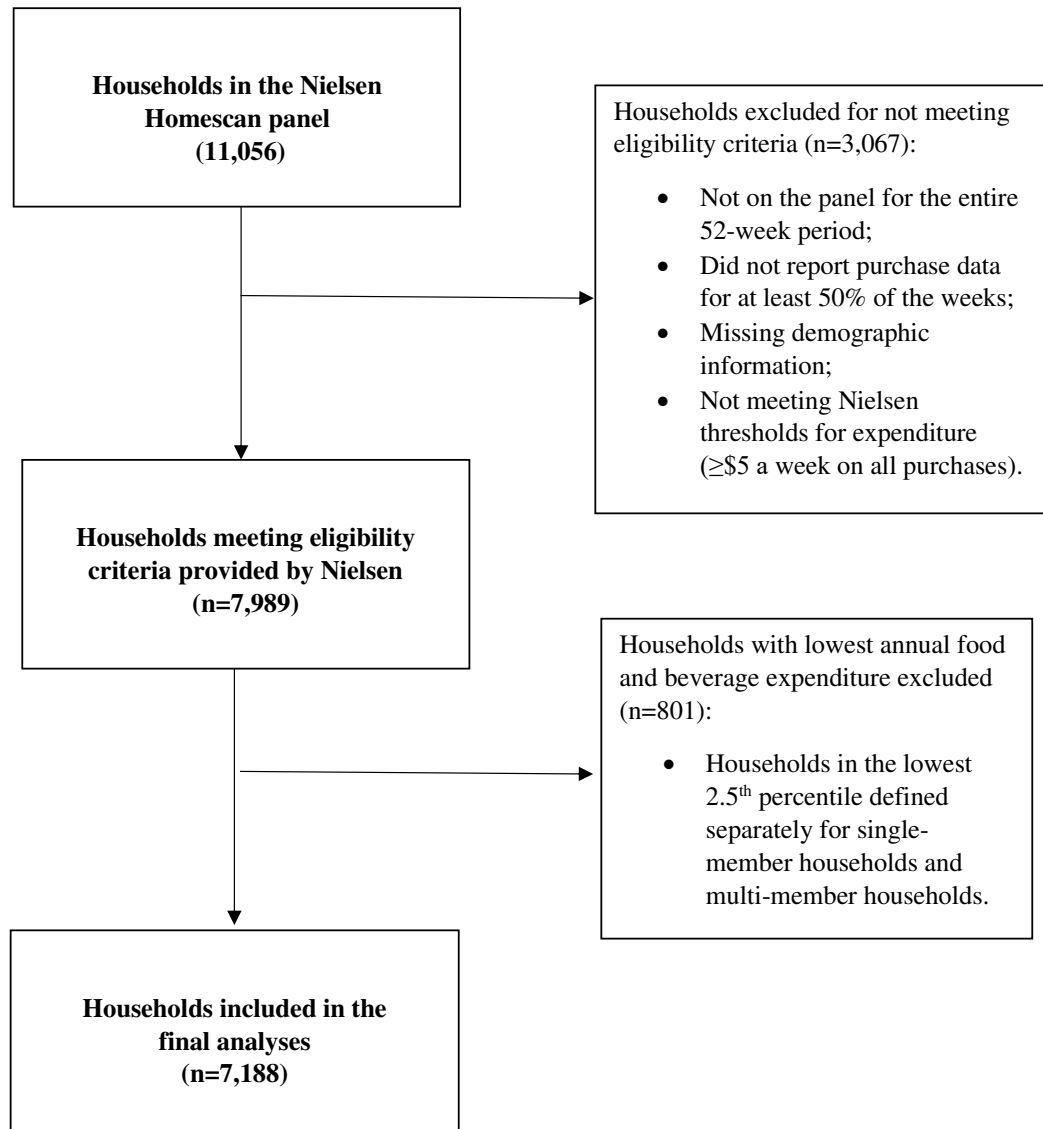 Households in the Nielsen
Homescan panel
(11,056)
Households excluded for not meeting
eligibility criteria (n=3,067):
• Not on the panel for the entire
52-week period;
• Did not report purchase data
for at least 50% of the weeks;
• Missing demographic
information;
• Not meeting Nielsen
thresholds for expenditure
(≥$5 a week on all purchases).
Households meeting eligibility
criteria provided by Nielsen
(n=7,989)
Households with lowest annual food
and beverage expenditure excluded
(n=801):
• Households in the lowest
2.5th percentile defined
separately for single-
member households and
multi-member households.
Households included in the
final analyses
(n=7,188)